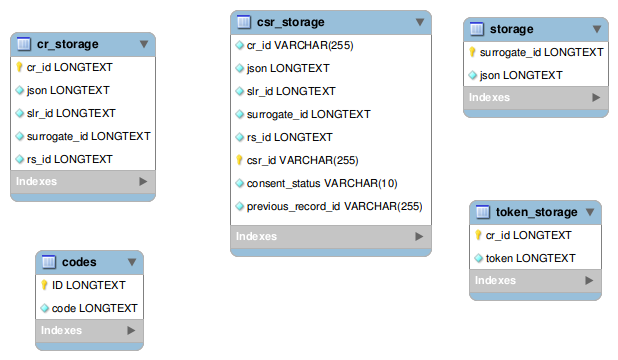 cr_storage
cr_id LONGTEXT
json LONGTEXT
slr_id LONGTEXT
surrogate_id LONGTEXT
rs_id LONGTEXT
Indexes
csr_storage
cr_id VARCHAR(255)
json LONGTEXT
slr_id LONGTEXT
surrogate_id LONGTEXT
rs_id LONGTEXT
csr_id VARCHAR(255)
consent_status VARCHAR(10)
previous_record_id VARCHAR(255)
Indexes
storage
surrogate_id LONGTEXT
json LONGTEXT
Indexes
codes
ID LONGTEXT
code LONGTEXT
Indexes
token_storage
cr_id LONGTEXT
token LONGTEXT
Indexes